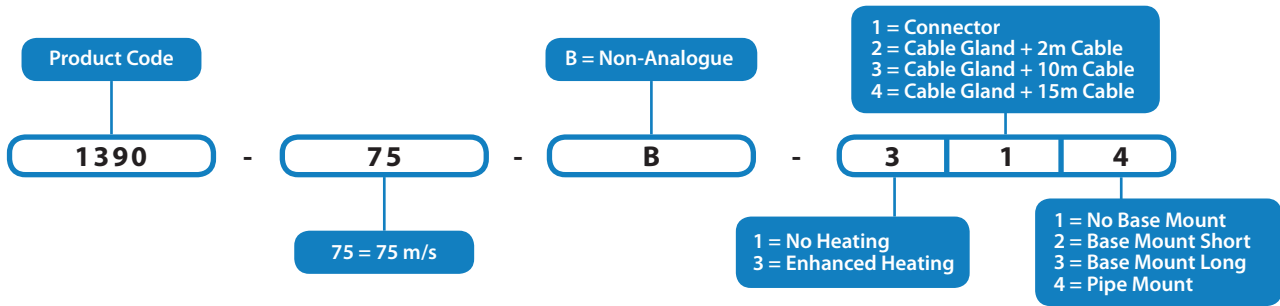 Product Code
B = Non-Analogue
1 = Connector
2 = Cable Gland + 2m Cable
3 = Cable Gland + 10m Cable
4 = Cable Gland + 15m Cable
1390 - 75 - B - 3 1 4
75 = 75 m/s
1 = No Heating
3 = Enhanced Heating
1 = No Base Mount
2 = Base Mount Short
3 = Base Mount Long
4 = Pipe Mount